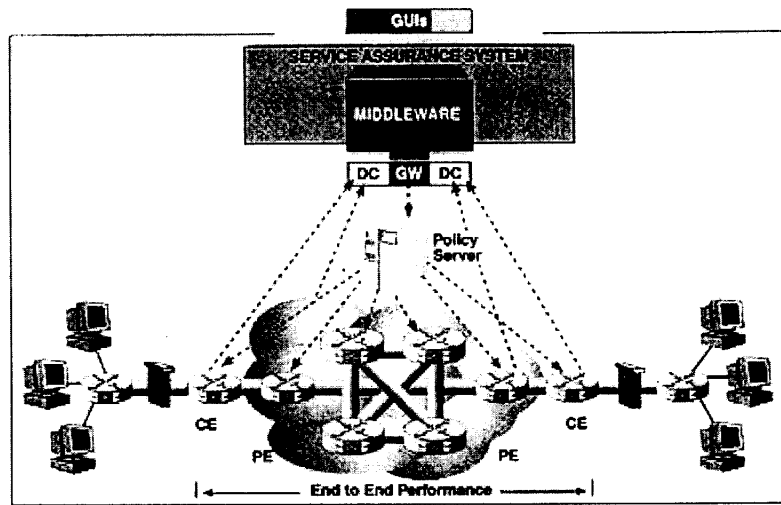 GUIs
SERVICE ASSURANCE SYSTEM
MIDDLEWARE
DC GW DC
Policy
Server
CE
CE
PE
PE
End to End Performance